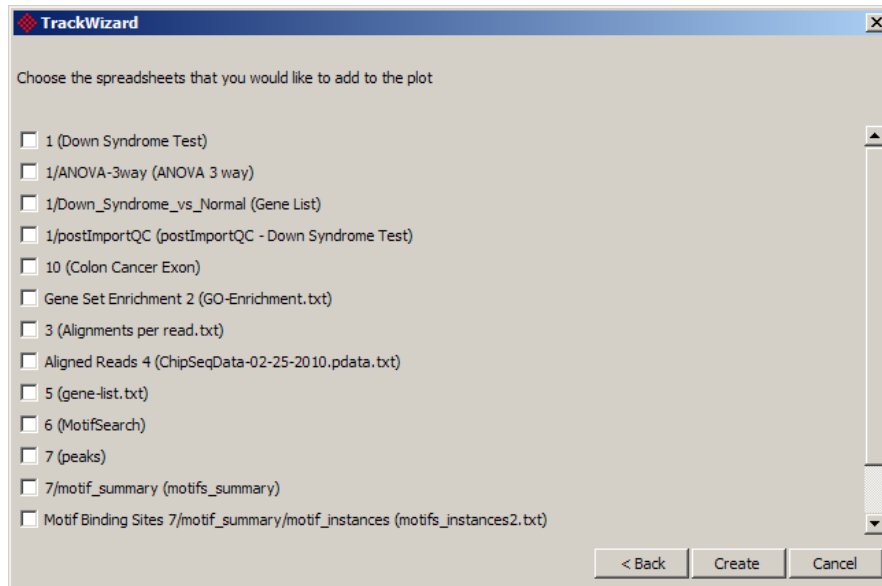 TrackWizard
Choose the spreadsheets that you would like to add to the plot
1 (Down Syndrome Test)
1/ANOVA-3way (ANOVA 3 way)
1/Down_Syndrome_vs_Normal (Gene List)
1/postImportQC (postImportQC - Down Syndrome Test)
10 (Colon Cancer Exon)
Gene Set Enrichment 2 (GO-Enrichment.txt)
3 (Alignments per read.txt)
Aligned Reads 4 (ChipSeqData-02-25-2010.pdata.txt)
5 (gene-list.txt)
6 (MotifSearch)
7 (peaks)
7/motif_summary (motifs_summary)
Motif Binding Sites 7/motif_summary/motif_instances (motifs_instances2.txt)
< Back Create Cancel